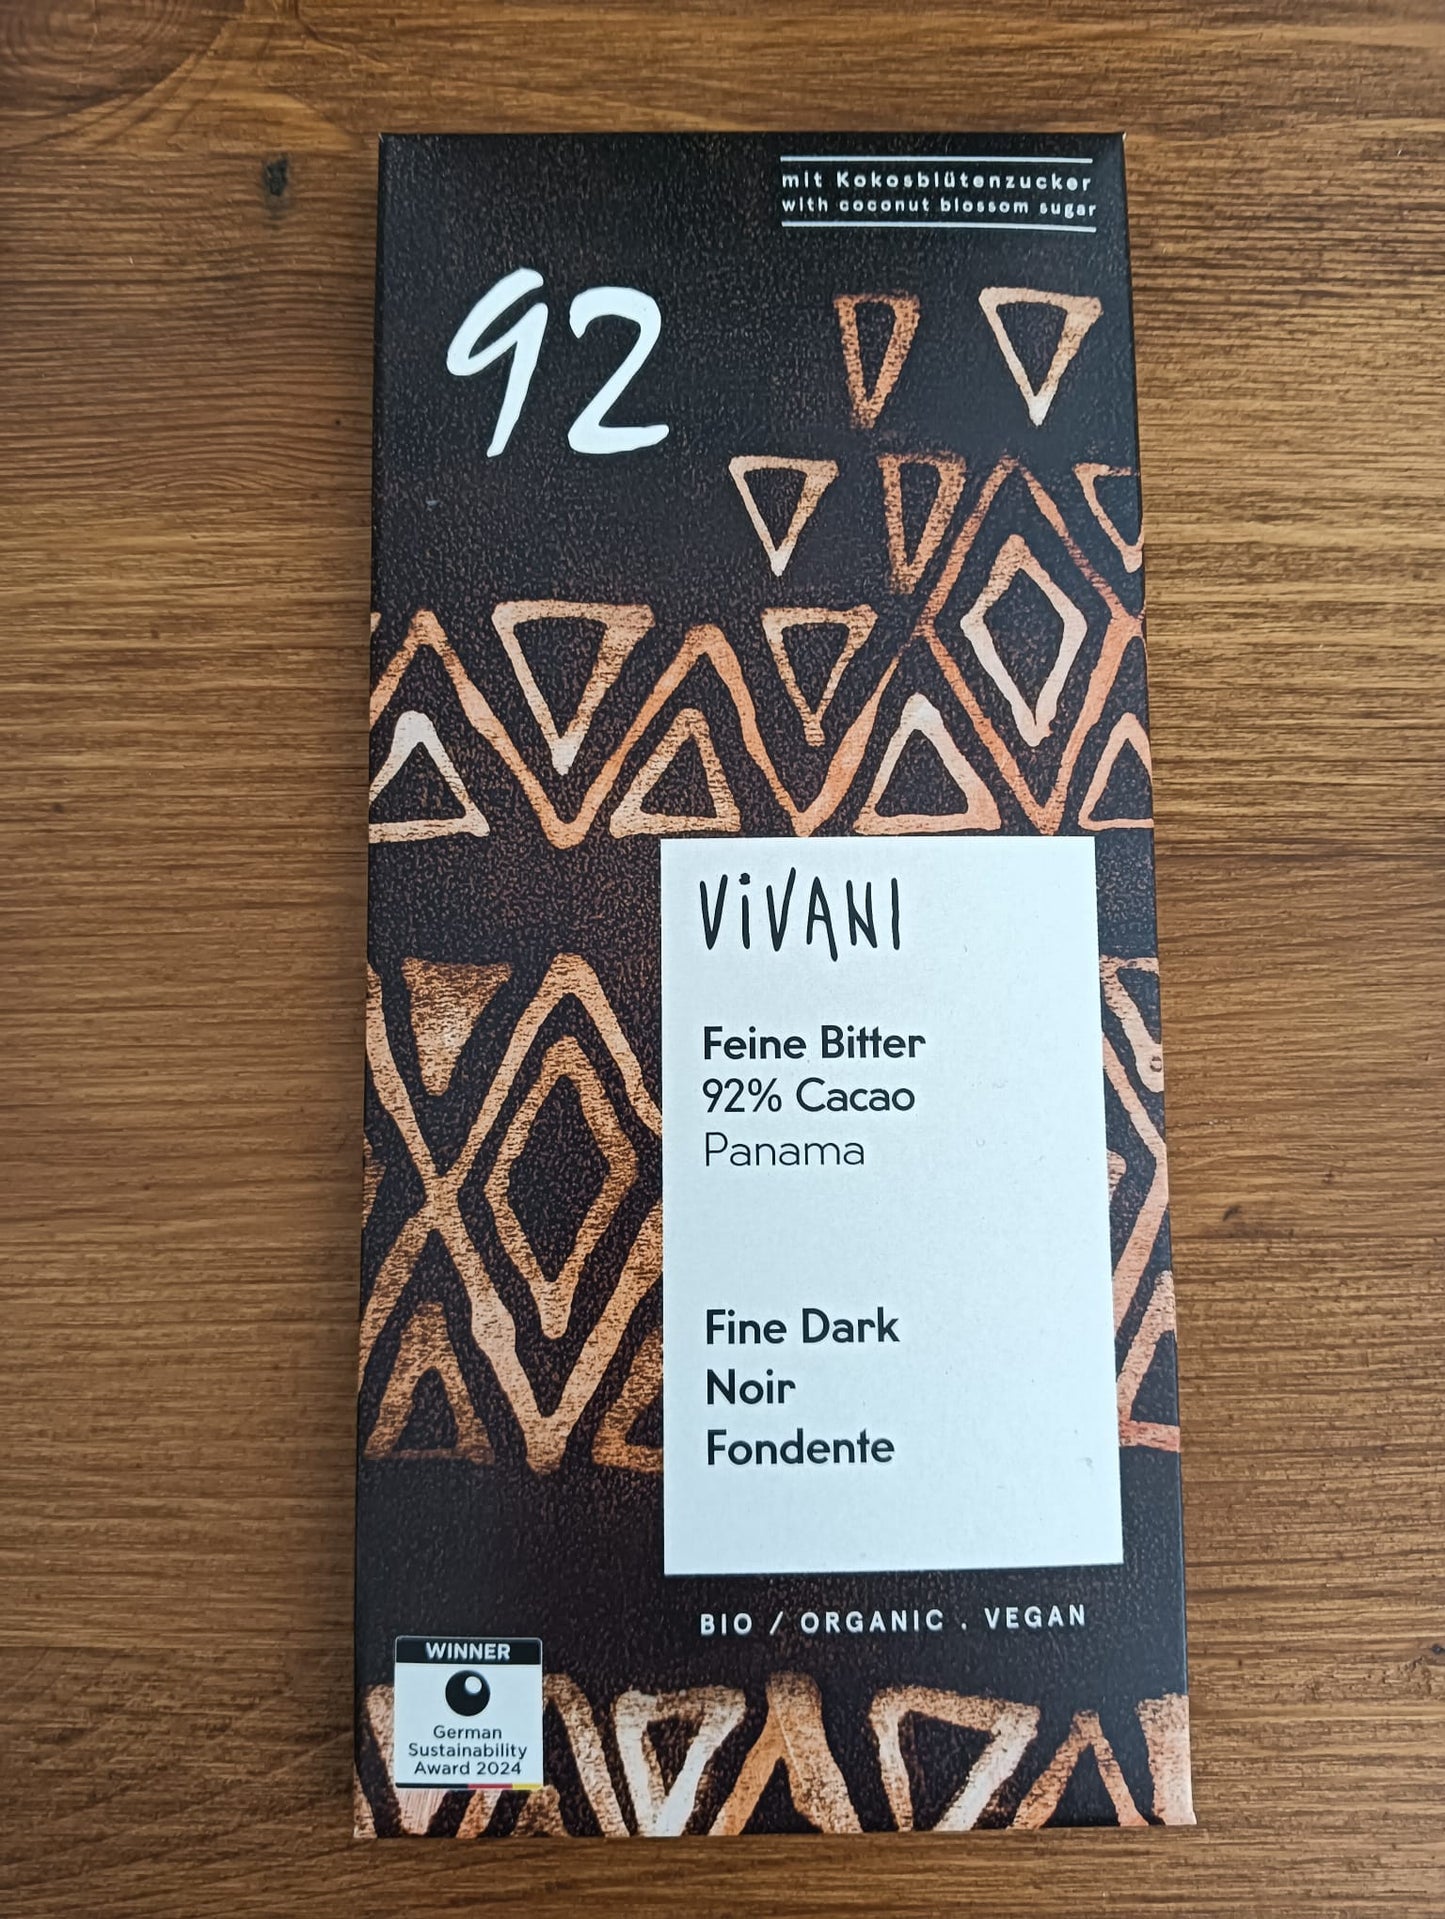 mit Kokosblütenzucker
with coconut blossom sugar
92
ViVANI
Feine Bitter
92% Cacao
Panama
Fine Dark
Noir
Fondente
BIO / ORGANIC . VEGAN
WINNER
German
Sustainability
Award 2024